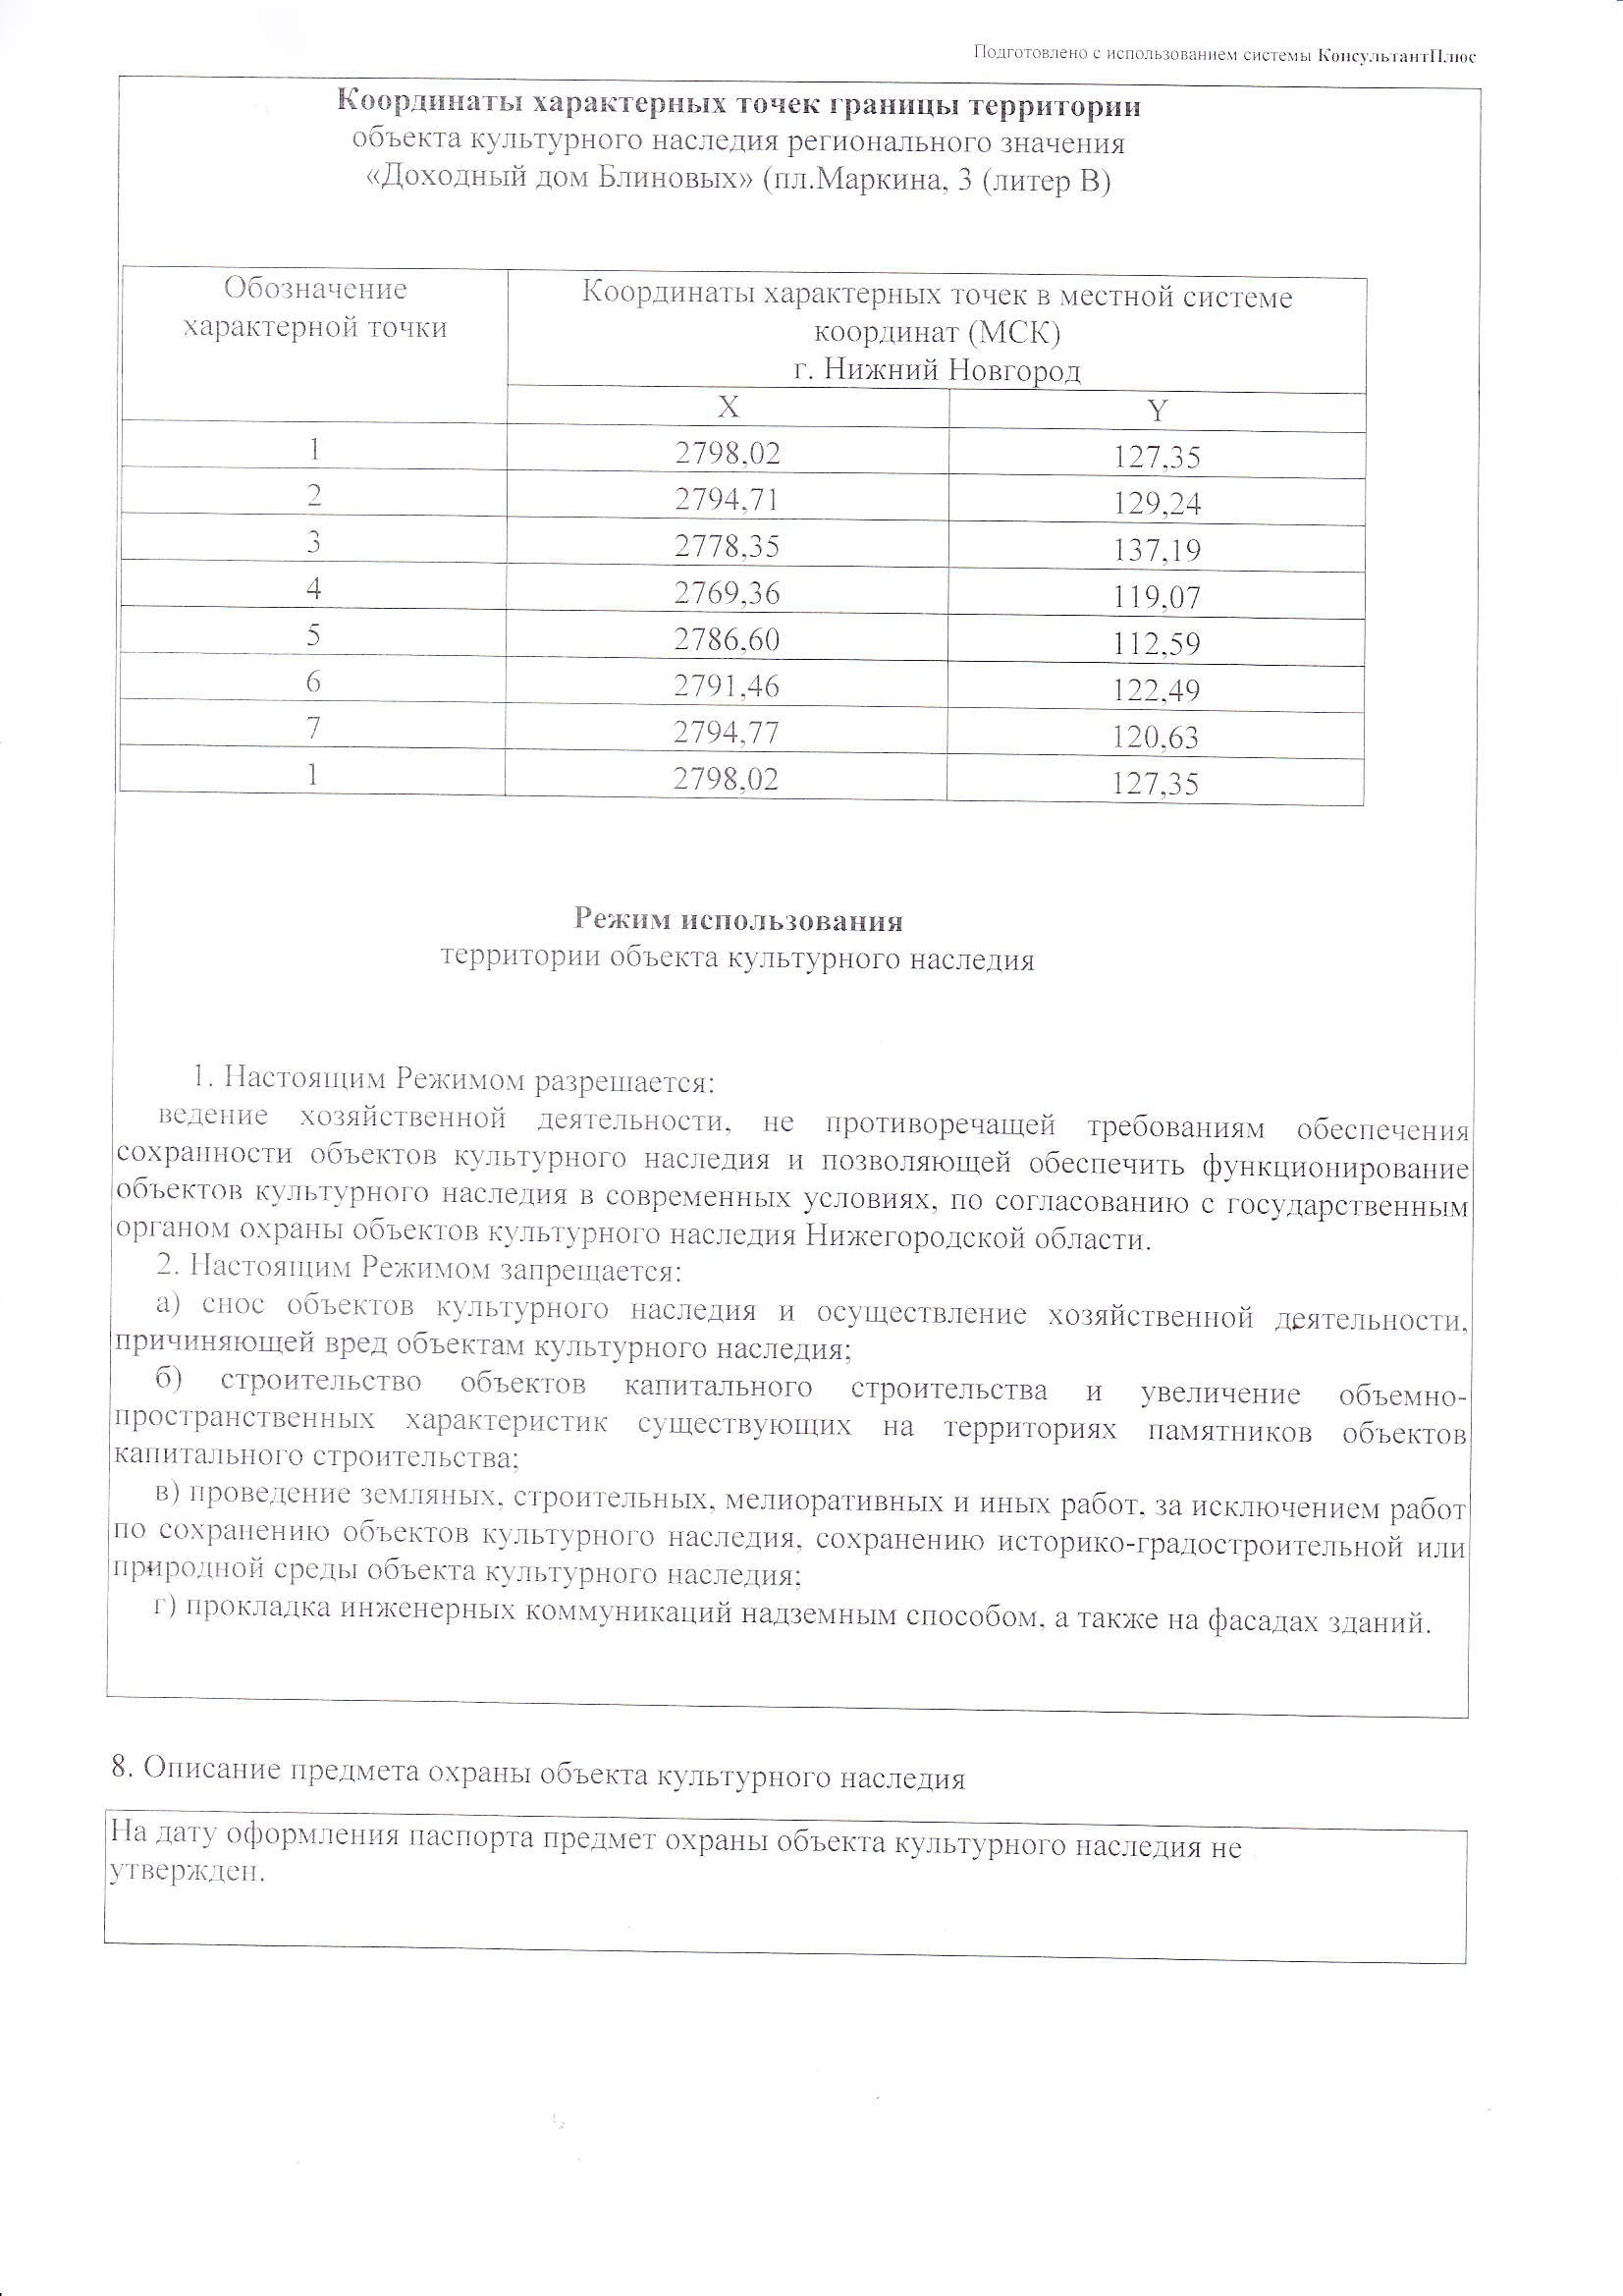 Подготовлено с использованием системы КонсультантПлюс
Координаты характерных точек границы территории
объекта культурного наследия регионального значения
«Доходный дом Блиновых» (пл.Маркина, 3 (литер В)
Обозначение
характерной точки
Координаты характерных точек в местной системе
координат (МСК)
г. Нижний Новгород
X Y
1 2798,02 127,35
2 2794,71 129,24
3 2778,35 137,19
4 2769,36 119,07
5 2786,60 112,59
6 2791,46 122,49
7 2794,77 120,63
1 2798,02 127,35
Режим использования
территории объекта культурного наследия
1. Настоящим Режимом разрешается:
ведение хозяйственной деятельности, не противоречащей требованиям обеспечения
сохранности объектов культурного наследия и позволяющей обеспечить функционирование
объектов культурного наследия в современных условиях, по согласованию с государственным
органом охраны объектов культурного наследия Нижегородской области.
2. Настоящим Режимом запрещается:
а) снос объектов культурного наследия и осуществление хозяйственной деятельности,
причиняющей вред объектам культурного наследия;
б) строительство объектов капитального строительства и увеличение объемно-
пространственных характеристик существующих на территориях памятников объектов
капитального строительства;
в) проведение земляных, строительных, мелиоративных и иных работ, за исключением работ
по сохранению объектов культурного наследия, сохранению историко-градостроительной или
природной среды объекта культурного наследия;
г) прокладка инженерных коммуникаций надземным способом, а также на фасадах зданий.
8. Описание предмета охраны объекта культурного наследия
На дату оформления паспорта предмет охраны объекта культурного наследия не
утвержден.